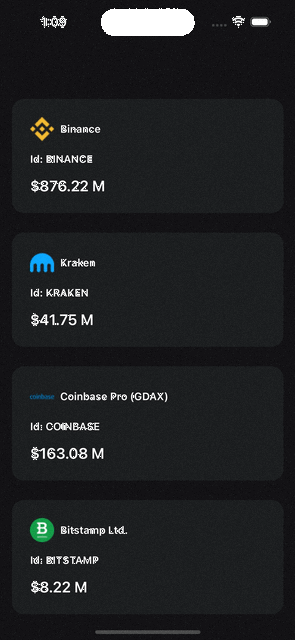 1:09
Binance
Id: BINANCE
$876.22 M
Kraken
Id: KRAKEN
$41.75 M
coinbase
Coinbase Pro (GDAX)
Id: COINBASE
$163.08 M
Bitstamp Ltd.
Id: BITSTAMP
$8.22 M